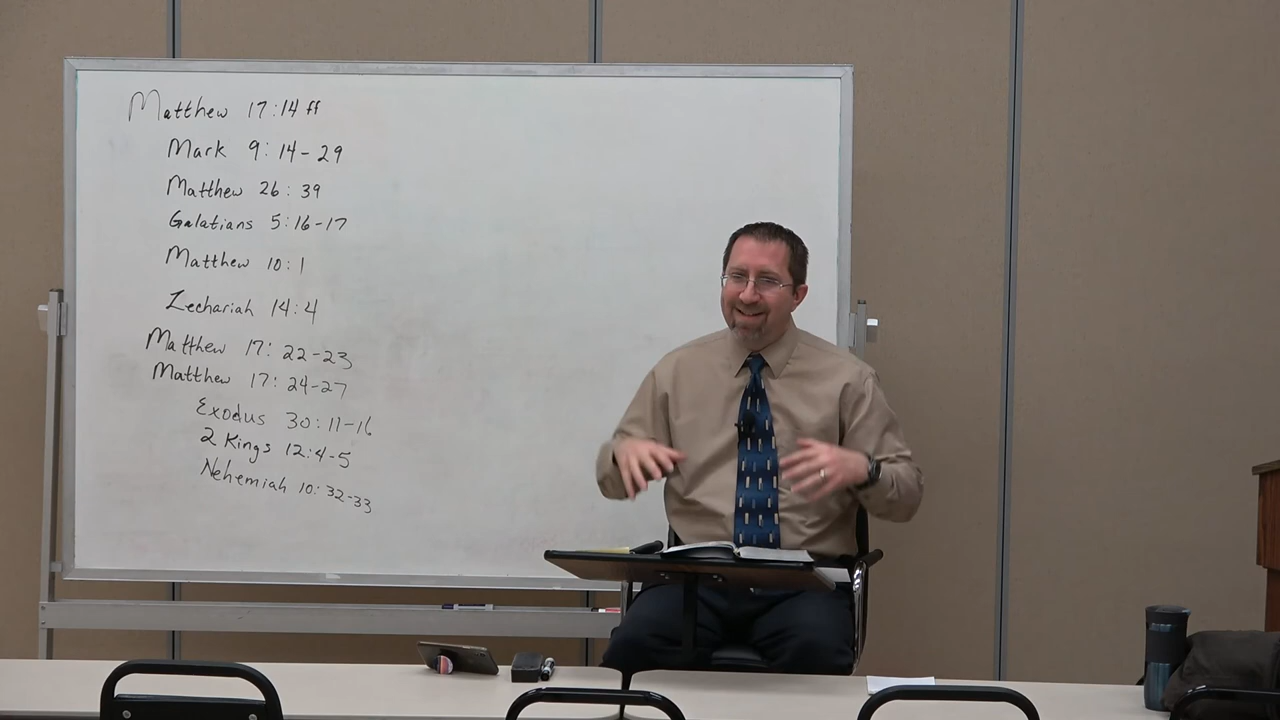 Matthew 17:14 ff
Mark 9:14-29
Matthew 26:39
Galatians 5:16-17
Matthew 10:1
Zechariah 14:4
Matthew 17:22-23
Matthew 17:24-27
Exodus 30:11-16
2 Kings 12:4-5
Nehemiah 10:32-33